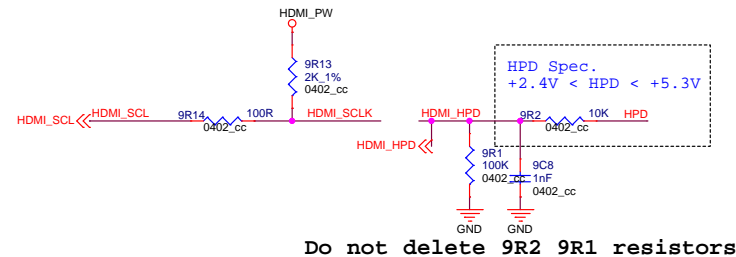 HDMI_PW
9R13
2K_1%
0402_cc
HDMI_SCL
HDMI_SCL
9R14
100R
0402_cc
HDMI_SCLK
HPD Spec.
+2.4V < HPD < +5.3V
HDMI_HPD
9R2
10K
0402_cc
HPD
HDMI_HPD
9R1
100K
0402_cc
9C8
1nF
0402_cc
GND
GND
Do not delete 9R2 9R1 resistors